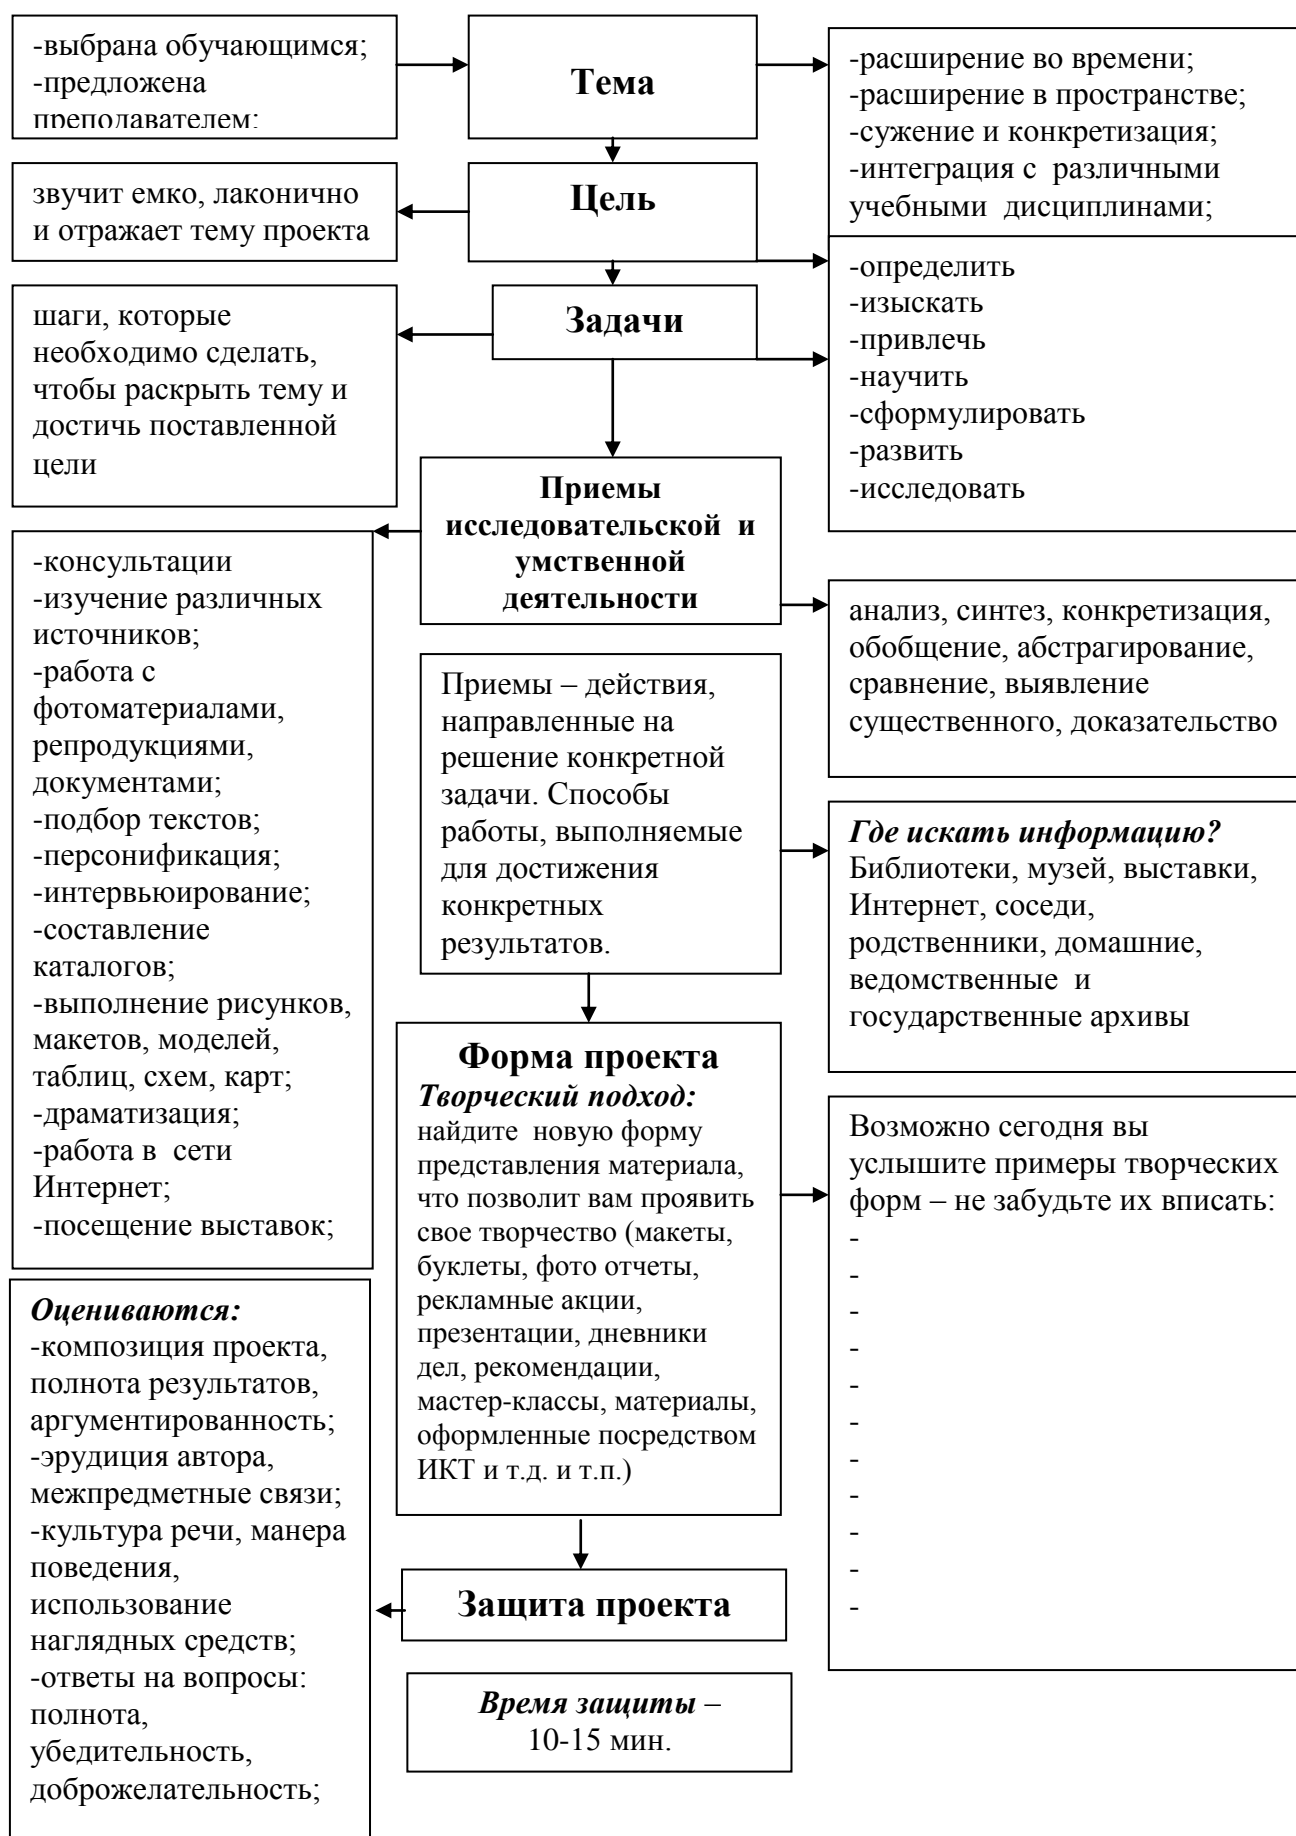 -выбрана обучающимся;
-предложена
преподавателем;
Тема
-расширение во времени;
-расширение в пространстве;
-сужение и конкретизация;
-интеграция с различными
учебными дисциплинами;
звучит емко, лаконично
и отражает тему проекта
Цель
-определить
-изыскать
-привлечь
-научить
-сформулировать
-развить
-исследовать
шаги, которые
необходимо сделать,
чтобы раскрыть тему и
достичь поставленной
цели
Задачи
Приемы
исследовательской и
умственной
деятельности
-консультации
-изучение различных
источников;
-работа с
фотоматериалами,
репродукциями,
документами;
-подбор текстов;
-персонификация;
-интервьюирование;
-составление
каталогов;
-выполнение рисунков,
макетов, моделей,
таблиц, схем, карт;
-драматизация;
-работа в сети
Интернет;
-посещение выставок;
анализ, синтез, конкретизация,
обобщение, абстрагирование,
сравнение, выявление
существенного, доказательство
Приемы – действия,
направленные на
решение конкретной
задачи. Способы
работы, выполняемые
для достижения
конкретных
результатов.
Где искать информацию?
Библиотеки, музей, выставки,
Интернет, соседи,
родственники, домашние,
ведомственные и
государственные архивы
Форма проекта
Творческий подход:
найдите новую форму
представления материала,
что позволит вам проявить
свое творчество (макеты,
буклеты, фото отчеты,
рекламные акции,
презентации, дневники
дел, рекомендации,
мастер-классы, материалы,
оформленные посредством
ИКТ и т.д. и т.п.)
Возможно сегодня вы
услышите примеры творческих
форм – не забудьте их вписать:
-
-
-
-
-
-
-
-
-
-
-
Оцениваются:
-композиция проекта,
полнота результатов,
аргументированность;
-эрудиция автора,
межпредметные связи;
-культура речи, манера
поведения,
использование
наглядных средств;
-ответы на вопросы:
полнота,
убедительность,
доброжелательность;
Защита проекта
Время защиты –
10-15 мин.